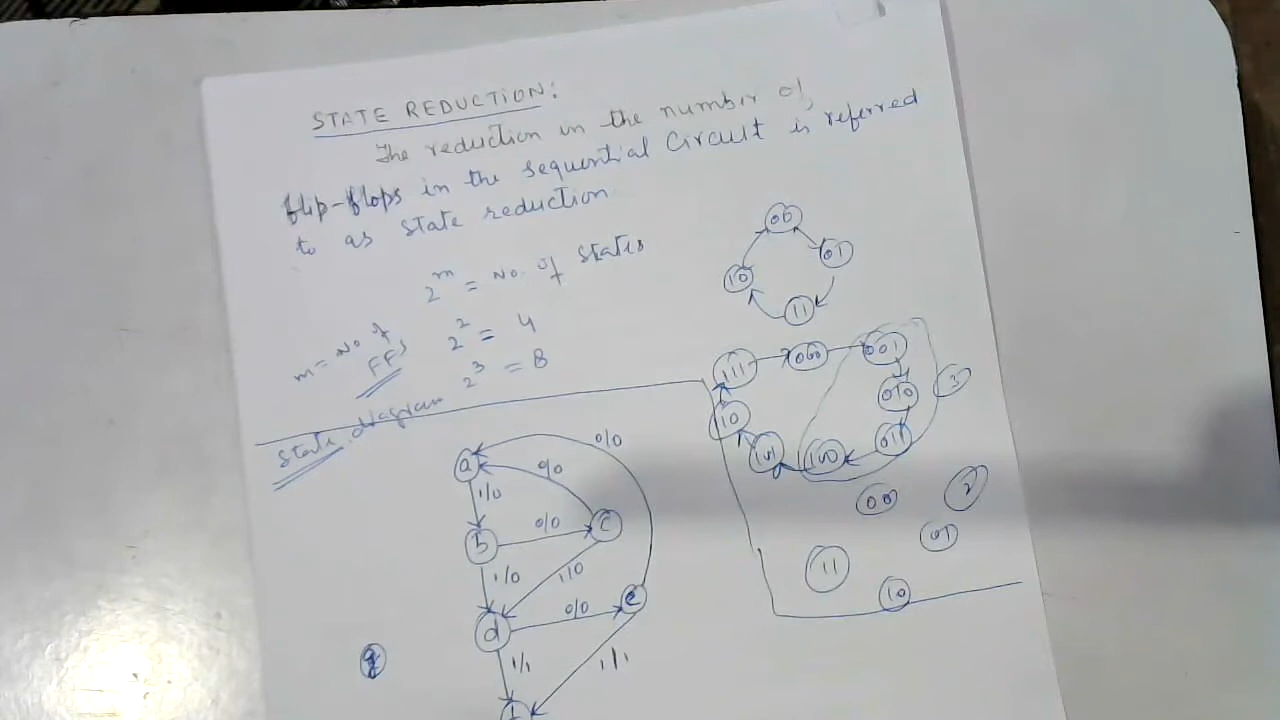 STATE REDUCTION:
The reduction in the number of
flip-flops in the sequential circuit is referred
to as state reduction
2^m = No. of states
m = No of
FFs
2^2 = 4
2^3 = 8
State diagram
00
01
11
10
111
000
001
010
011
100
101
10
3
00
2
01
11
10
a
0/0
0/0
1/0
b
0/0
c
1/0
1/0
d
0/0
e
1/1
1/1